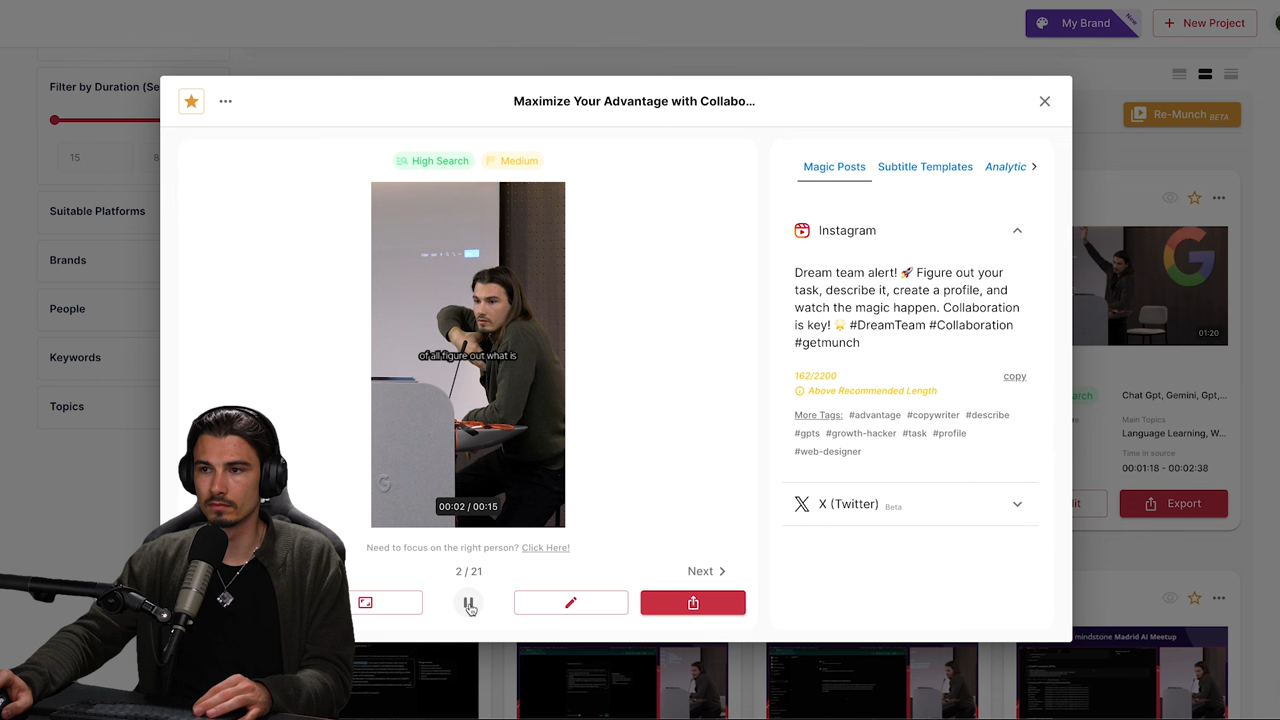 My Brand
New
New Project
Filter by Duration (Se
15
8
Suitable Platforms
Brands
People
Keywords
Topics
Maximize Your Advantage with Collabo...
Re-Munch BETA
High Search
Medium
of all figure out what is
00:02 / 00:15
Need to focus on the right person? Click Here!
2 / 21
Next
Magic Posts
Subtitle Templates
Analytic
Instagram
Dream team alert! 🚀 Figure out your
task, describe it, create a profile, and
watch the magic happen. Collaboration
is key! 🌟 #DreamTeam #Collaboration
#getmunch
162/2200
copy
Above Recommended Length
More Tags: #advantage #copywriter #describe
#gpts #growth-hacker #task #profile
#web-designer
X (Twitter) Beta
01:20
arch
Chat Gpt, Gemini, Gpt,...
Main Topics
Language Learning, W...
Time in source
00:01:18 - 00:02:38
dit
Export
mindstone Madrid AI Meetup